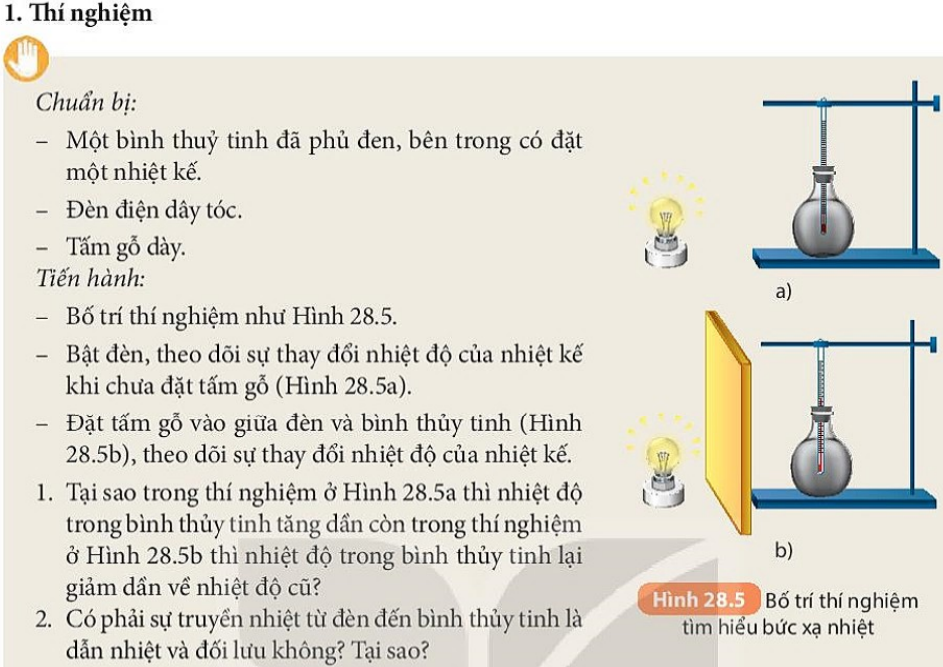 1. Thí nghiệm
Chuẩn bị:
– Một bình thuỷ tinh đã phủ đen, bên trong có đặt
một nhiệt kế.
– Đèn điện dây tóc.
– Tấm gỗ dày.
Tiến hành:
– Bố trí thí nghiệm như Hình 28.5.
– Bật đèn, theo dõi sự thay đổi nhiệt độ của nhiệt kế
khi chưa đặt tấm gỗ (Hình 28.5a).
– Đặt tấm gỗ vào giữa đèn và bình thủy tinh (Hình
28.5b), theo dõi sự thay đổi nhiệt độ của nhiệt kế.
1. Tại sao trong thí nghiệm ở Hình 28.5a thì nhiệt độ
trong bình thủy tinh tăng dần còn trong thí nghiệm
ở Hình 28.5b thì nhiệt độ trong bình thủy tinh lại
giảm dần về nhiệt độ cũ?
2. Có phải sự truyền nhiệt từ đèn đến bình thủy tinh là
dẫn nhiệt và đối lưu không? Tại sao?
a)
b)
Hình 28.5 Bố trí thí nghiệm
tìm hiểu bức xạ nhiệt